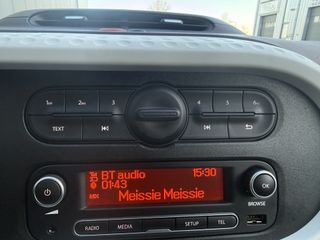 1 2 3 4 5 6
TEXT
BT audio 15:30
01:43
MIX Meissie Meissie
OK
BROWSE
RADIO MEDIA SETUP TEL